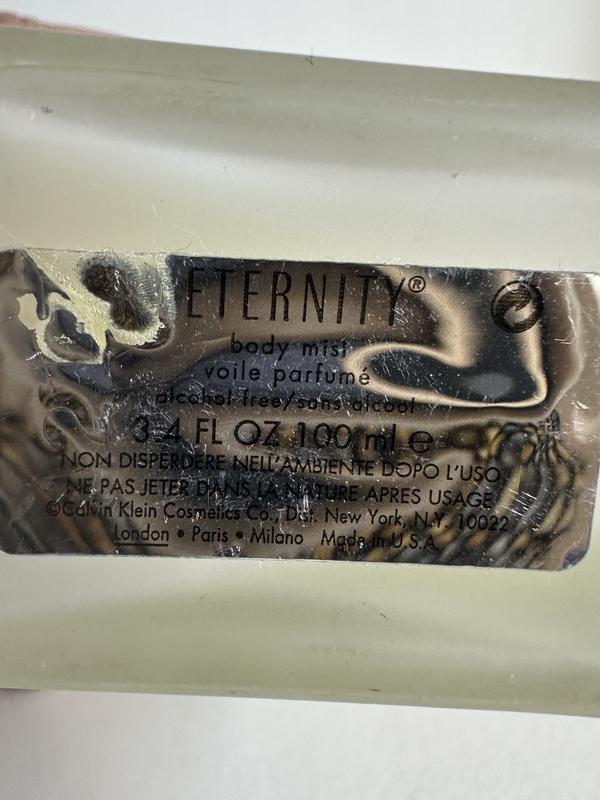 ETERNITY®
body mist
voile parfumé
alcohol free/sans alcool
3.4 FL OZ 100 ml ℮
NON DISPERDERE NELL'AMBIENTE DOPO L'USO
NE PAS JETER DANS LA NATURE APRES USAGE
©Calvin Klein Cosmetics Co., Dist. New York, N.Y. 10022
London • Paris • Milano Made in U.S.A.